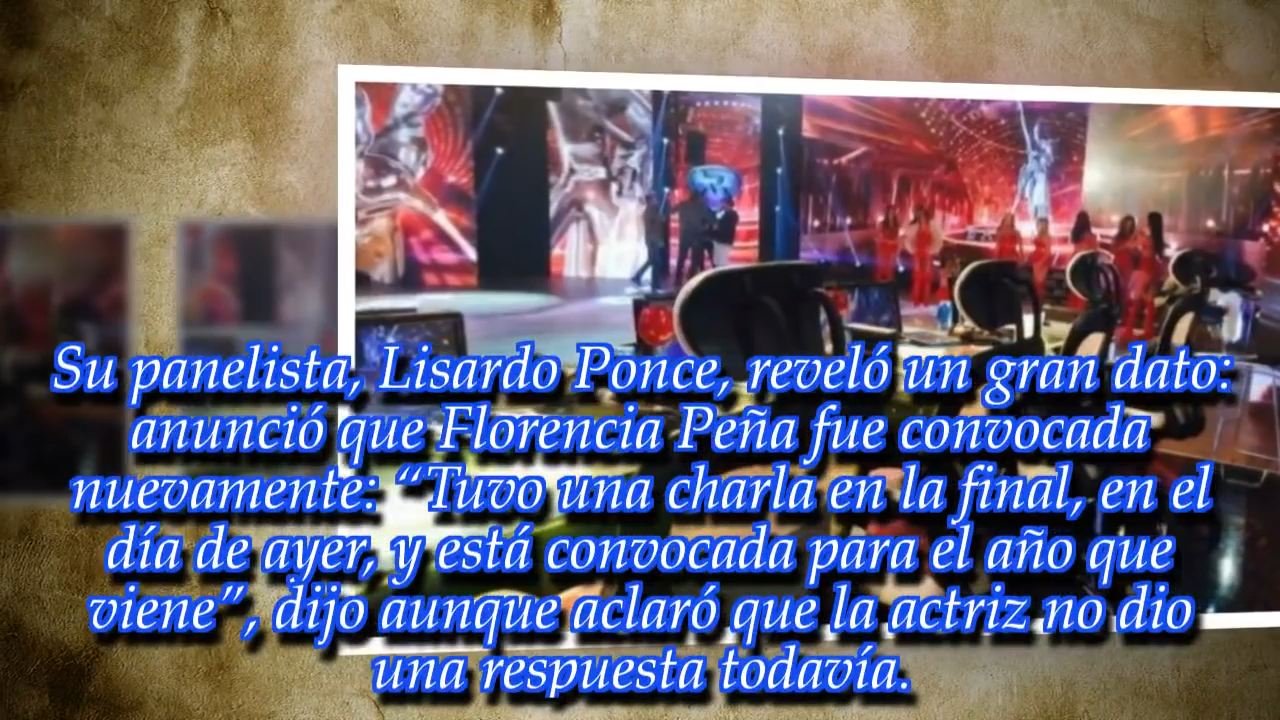 Su panelista, Lisardo Ponce, reveló un gran dato:
anunció que Florencia Peña fue convocada
nuevamente: “Tuvo una charla en la final, en el
día de ayer, y está convocada para el año que
viene”, dijo aunque aclaró que la actriz no dio
una respuesta todavía.